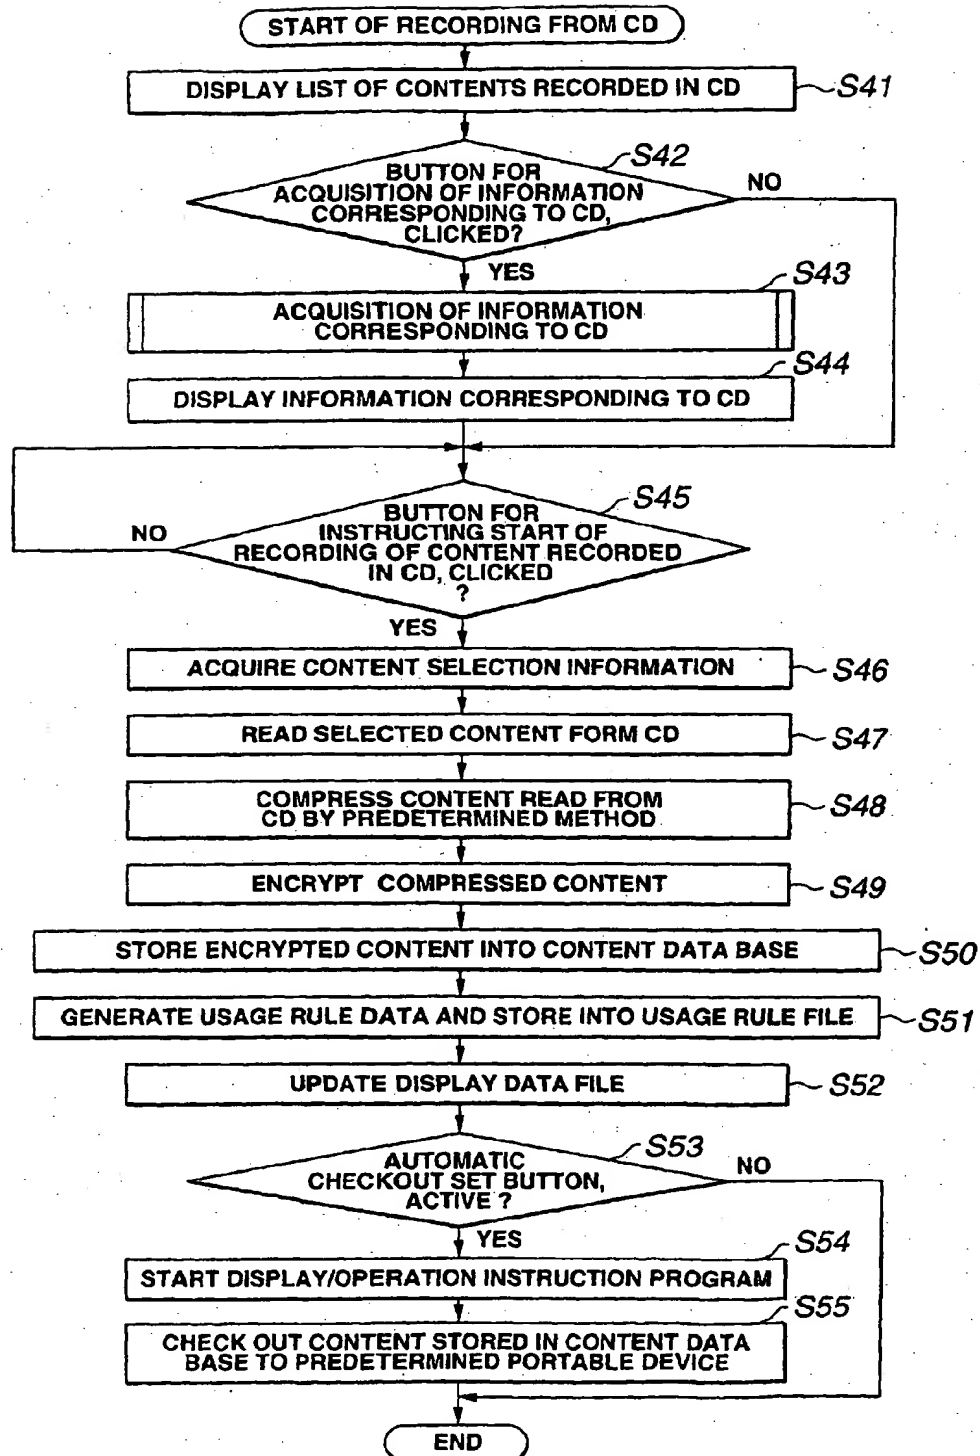 START OF RECORDING FROM CD
DISPLAY LIST OF CONTENTS RECORDED IN CD
S41
S42
BUTTON FOR
ACQUISITION OF INFORMATION
CORRESPONDING TO CD,
CLICKED?
NO
YES
S43
ACQUISITION OF INFORMATION
CORRESPONDING TO CD
S44
DISPLAY INFORMATION CORRESPONDING TO CD
S45
BUTTON FOR
INSTRUCTING START OF
RECORDING OF CONTENT RECORDED
IN CD, CLICKED
?
NO
YES
ACQUIRE CONTENT SELECTION INFORMATION
S46
READ SELECTED CONTENT FORM CD
S47
COMPRESS CONTENT READ FROM
CD BY PREDETERMINED METHOD
S48
ENCRYPT COMPRESSED CONTENT
S49
STORE ENCRYPTED CONTENT INTO CONTENT DATA BASE
S50
GENERATE USAGE RULE DATA AND STORE INTO USAGE RULE FILE
S51
UPDATE DISPLAY DATA FILE
S52
S53
AUTOMATIC
CHECKOUT SET BUTTON,
ACTIVE ?
NO
YES
S54
START DISPLAY/OPERATION INSTRUCTION PROGRAM
S55
CHECK OUT CONTENT STORED IN CONTENT DATA
BASE TO PREDETERMINED PORTABLE DEVICE
END